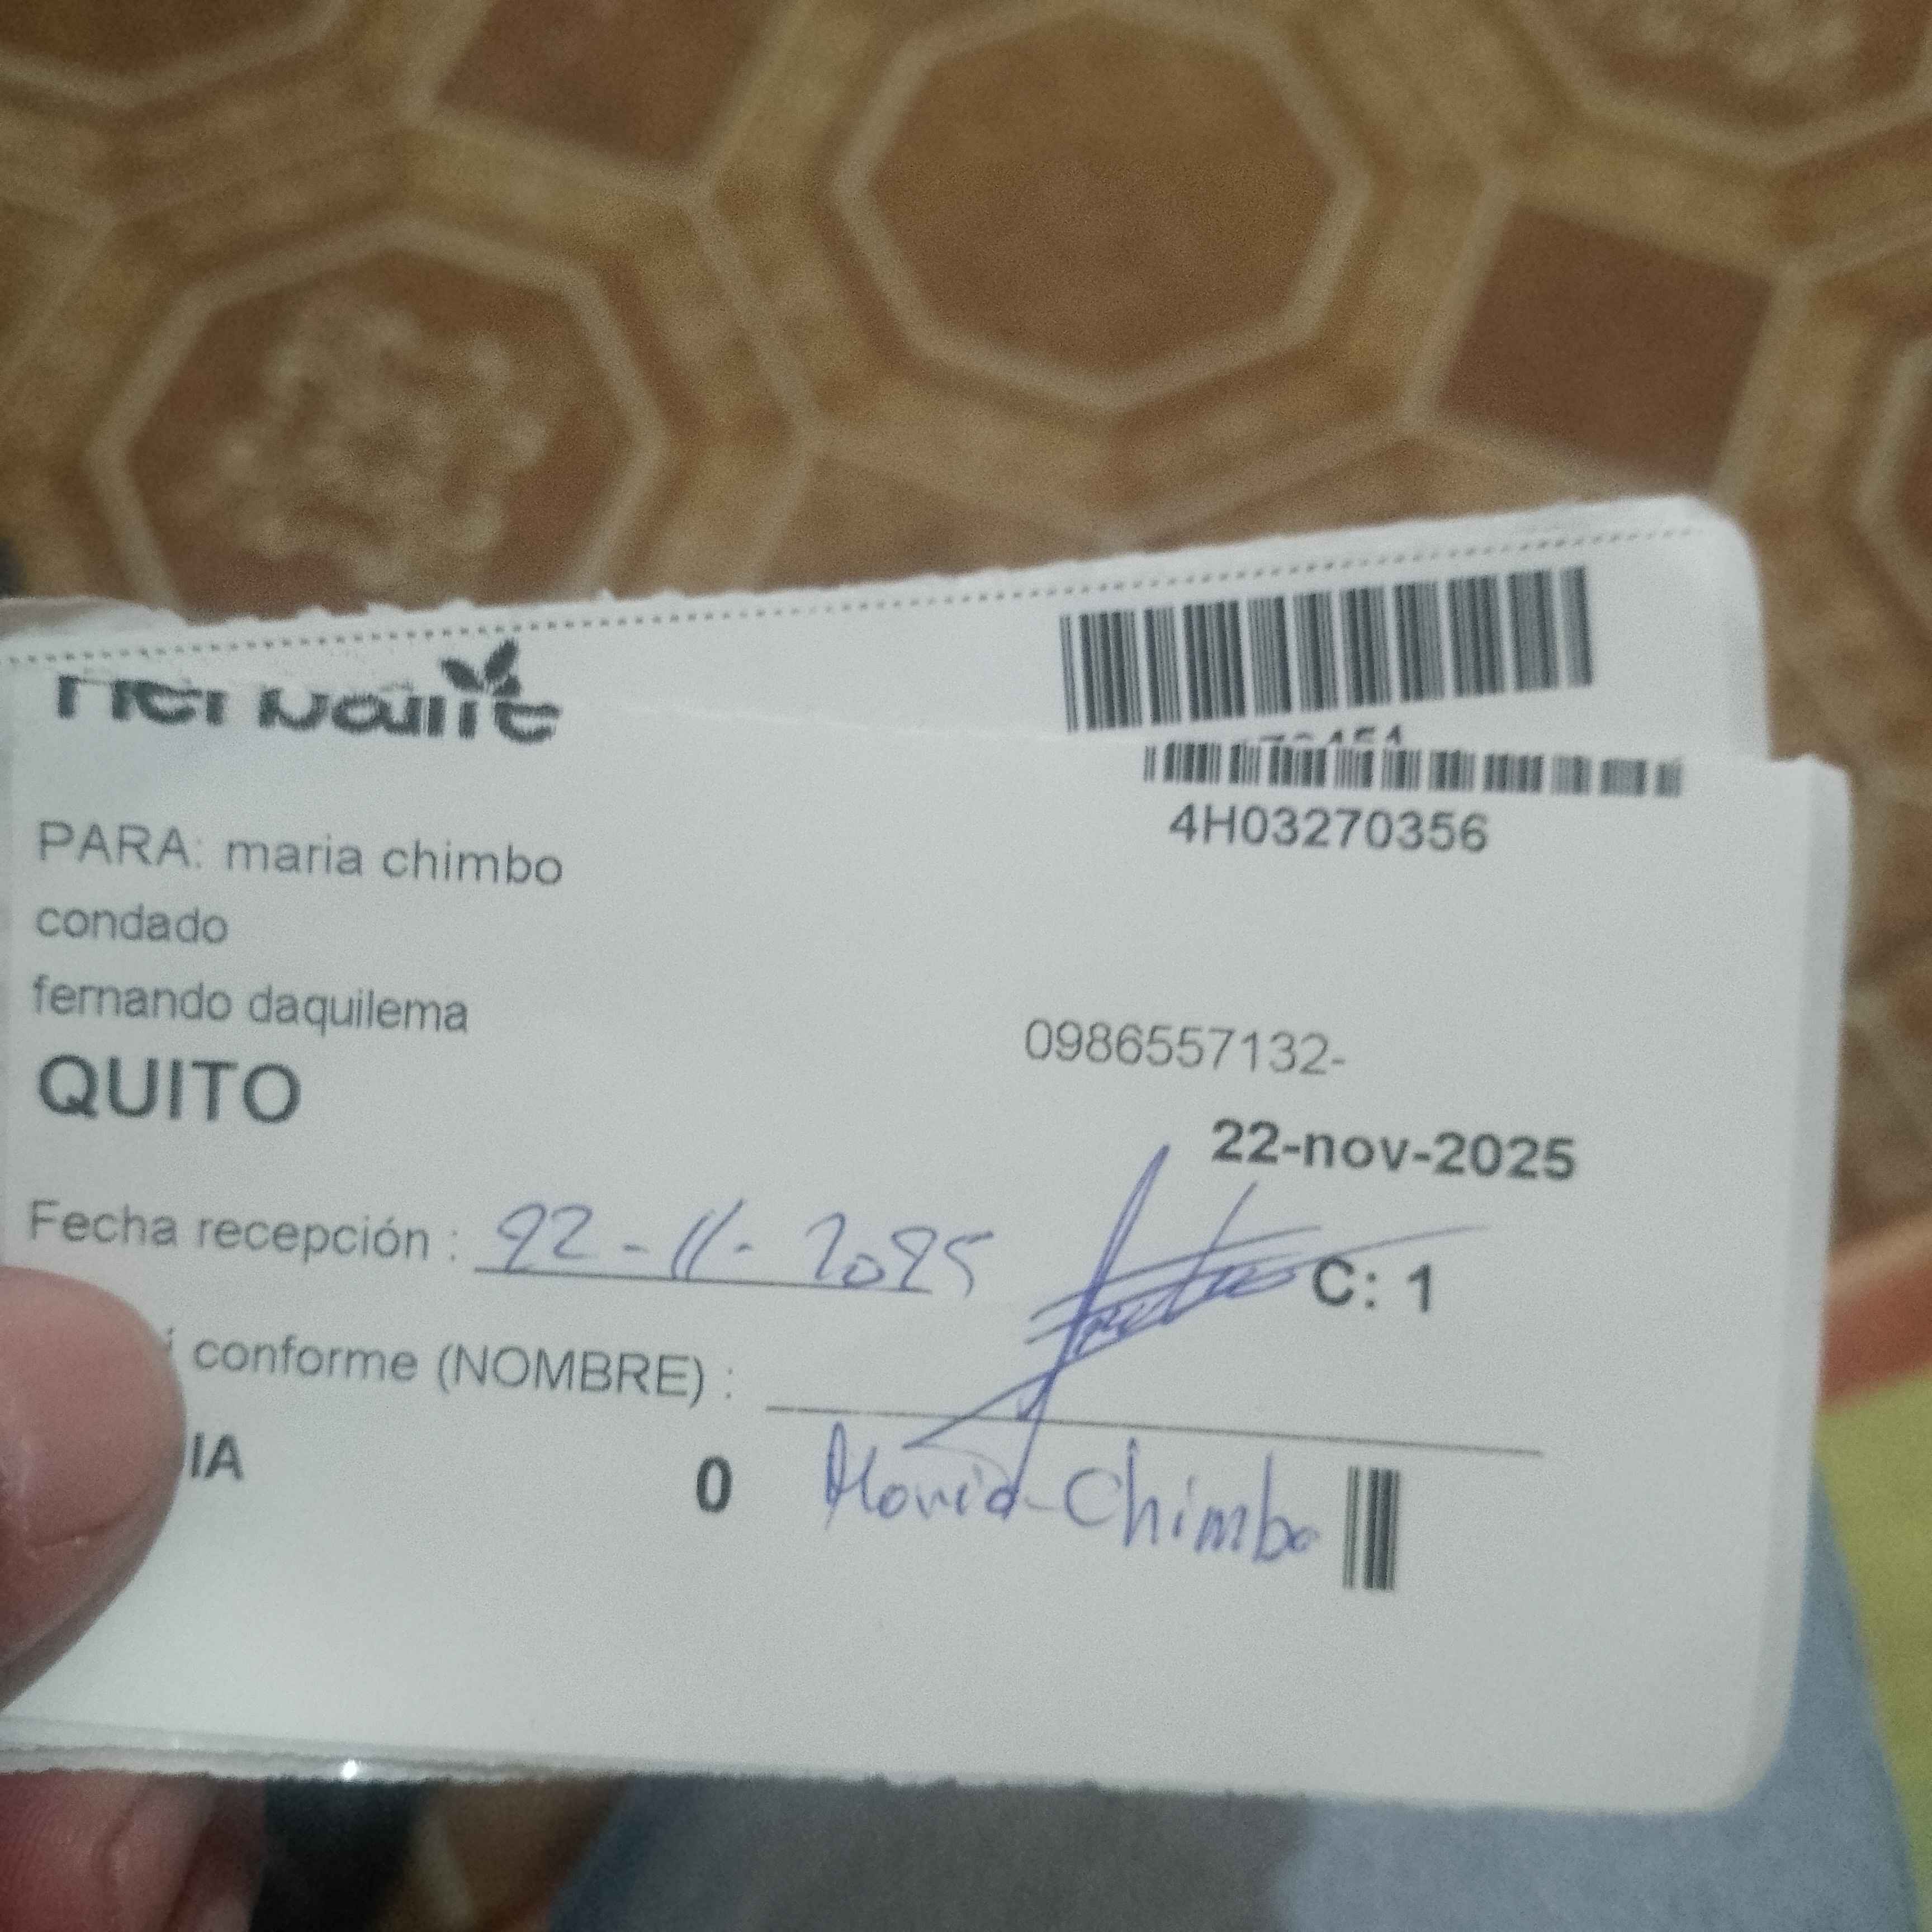 PARA: maria chimbo
4H03270356
condado
fernando daquilema
0986557132-
QUITO
22-nov-2025
Fecha recepción : 22-11-2025
C: 1
conforme (NOMBRE) :
IA
0
Maria-Chimbo